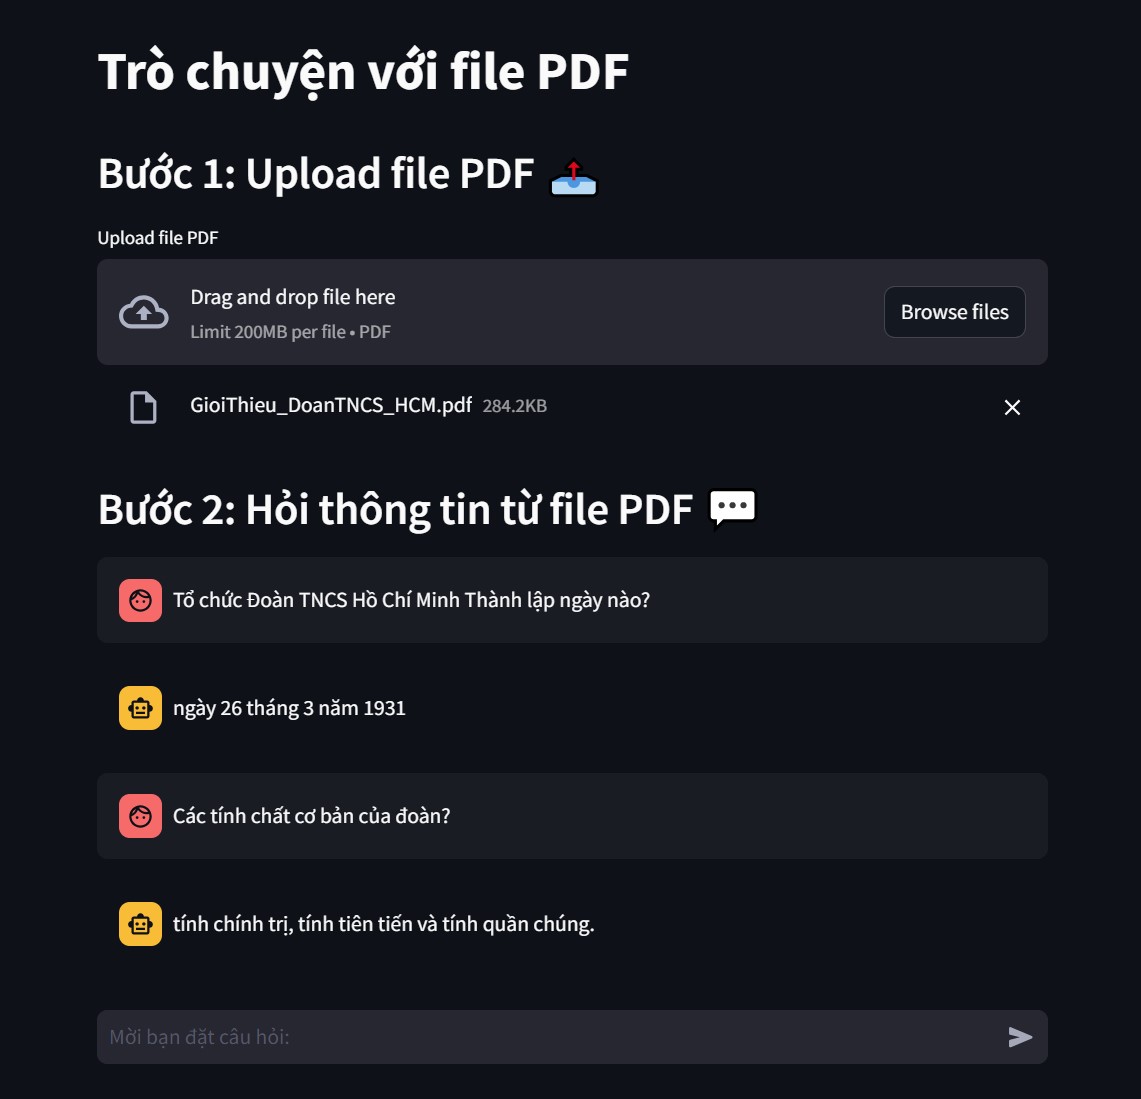 Trò chuyện với file PDF
Bước 1: Upload file PDF
Upload file PDF
Drag and drop file here
Limit 200MB per file • PDF
Browse files
GioiThieu_DoanTNCS_HCM.pdf 284.2KB
Bước 2: Hỏi thông tin từ file PDF
Tổ chức Đoàn TNCS Hồ Chí Minh Thành lập ngày nào?
ngày 26 tháng 3 năm 1931
Các tính chất cơ bản của đoàn?
tính chính trị, tính tiên tiến và tính quần chúng.
Mời bạn đặt câu hỏi: